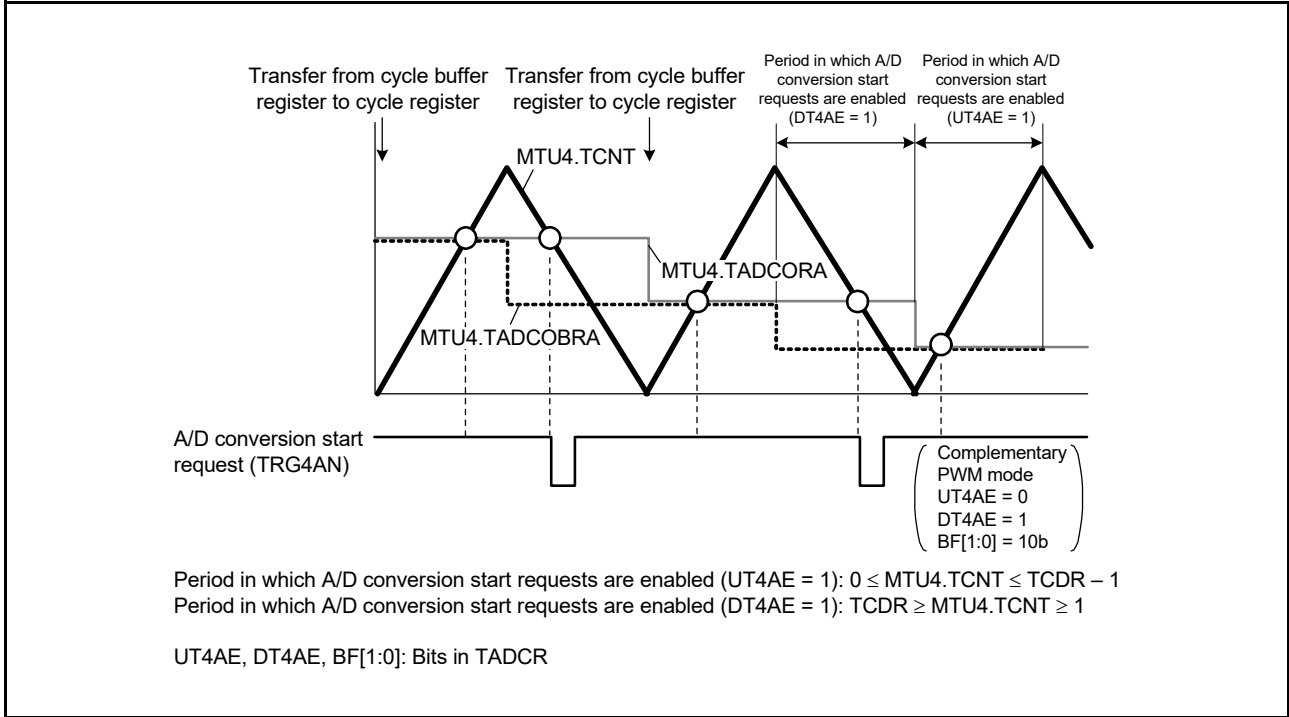 Transfer from cycle buffer
register to cycle register
Transfer from cycle buffer
register to cycle register
Period in which A/D
conversion start
requests are enabled
(DT4AE = 1)
Period in which A/D
conversion start
requests are enabled
(UT4AE = 1)
MTU4.TCNT
MTU4.TADCORA
MTU4.TADCOBRA
A/D conversion start
request (TRG4AN)
Complementary
PWM mode
UT4AE = 0
DT4AE = 1
BF[1:0] = 10b
Period in which A/D conversion start requests are enabled (UT4AE = 1): 0 ≤ MTU4.TCNT ≤ TCDR – 1
Period in which A/D conversion start requests are enabled (DT4AE = 1): TCDR ≥ MTU4.TCNT ≥ 1
UT4AE, DT4AE, BF[1:0]: Bits in TADCR